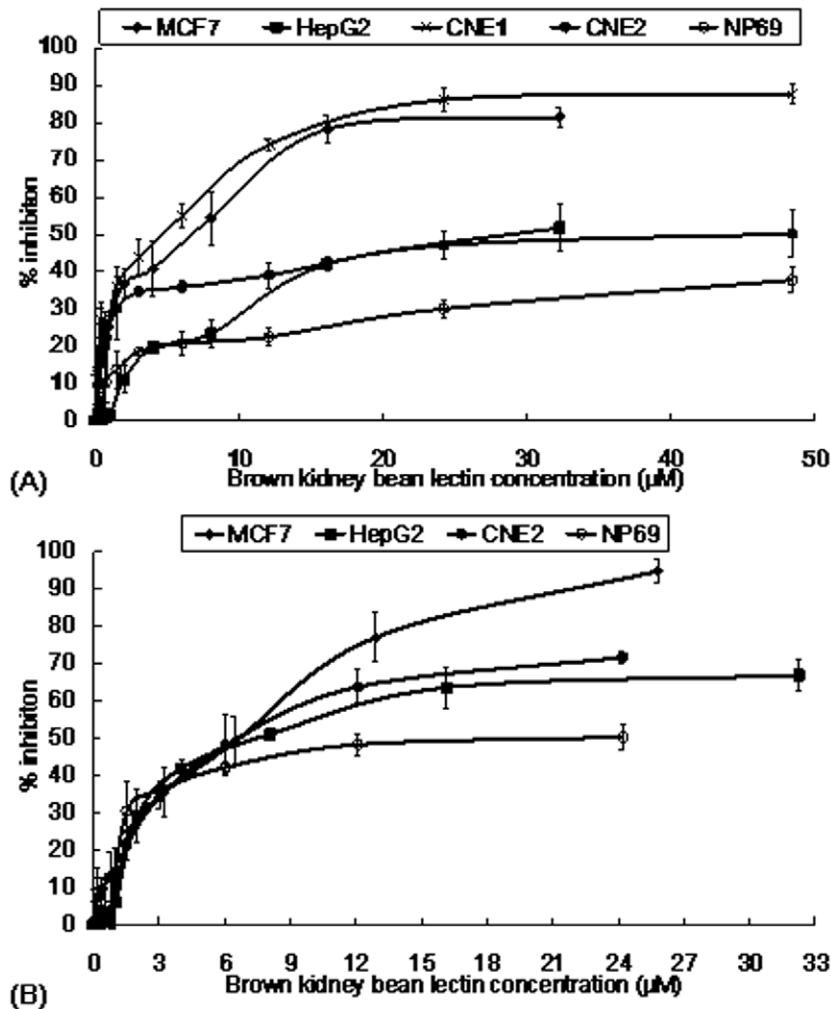 MCF7 HepG2 CNE1 CNE2 NP69
100
90
80
70
60
50
40
30
20
10
0
% inhibiton
0 10 20 30 40 50
Brown kidney bean lectin concentration (µM)
(A)
MCF7 HepG2 CNE2 NP69
100
90
80
70
60
50
40
30
20
10
0
% inhibiton
0 3 6 9 12 15 18 21 24 27 30 33
Brown kidney bean lectin concentration (µM)
(B)